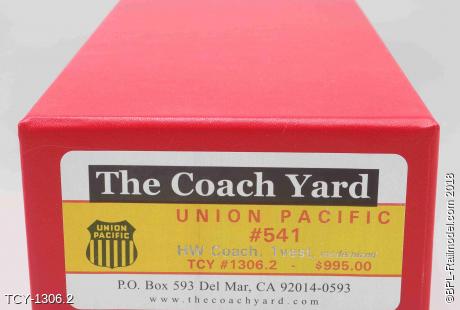 The Coach Yard
UNION PACIFIC
#541
UNION
PACIFIC
HW Coach, 1west,
TCY #1306.2 - $995.00
P.O. Box 593 Del Mar, CA 92014-0593
www.thecoachyard.com
TCY-1306.2
©BPL-Railmodel.com 2018